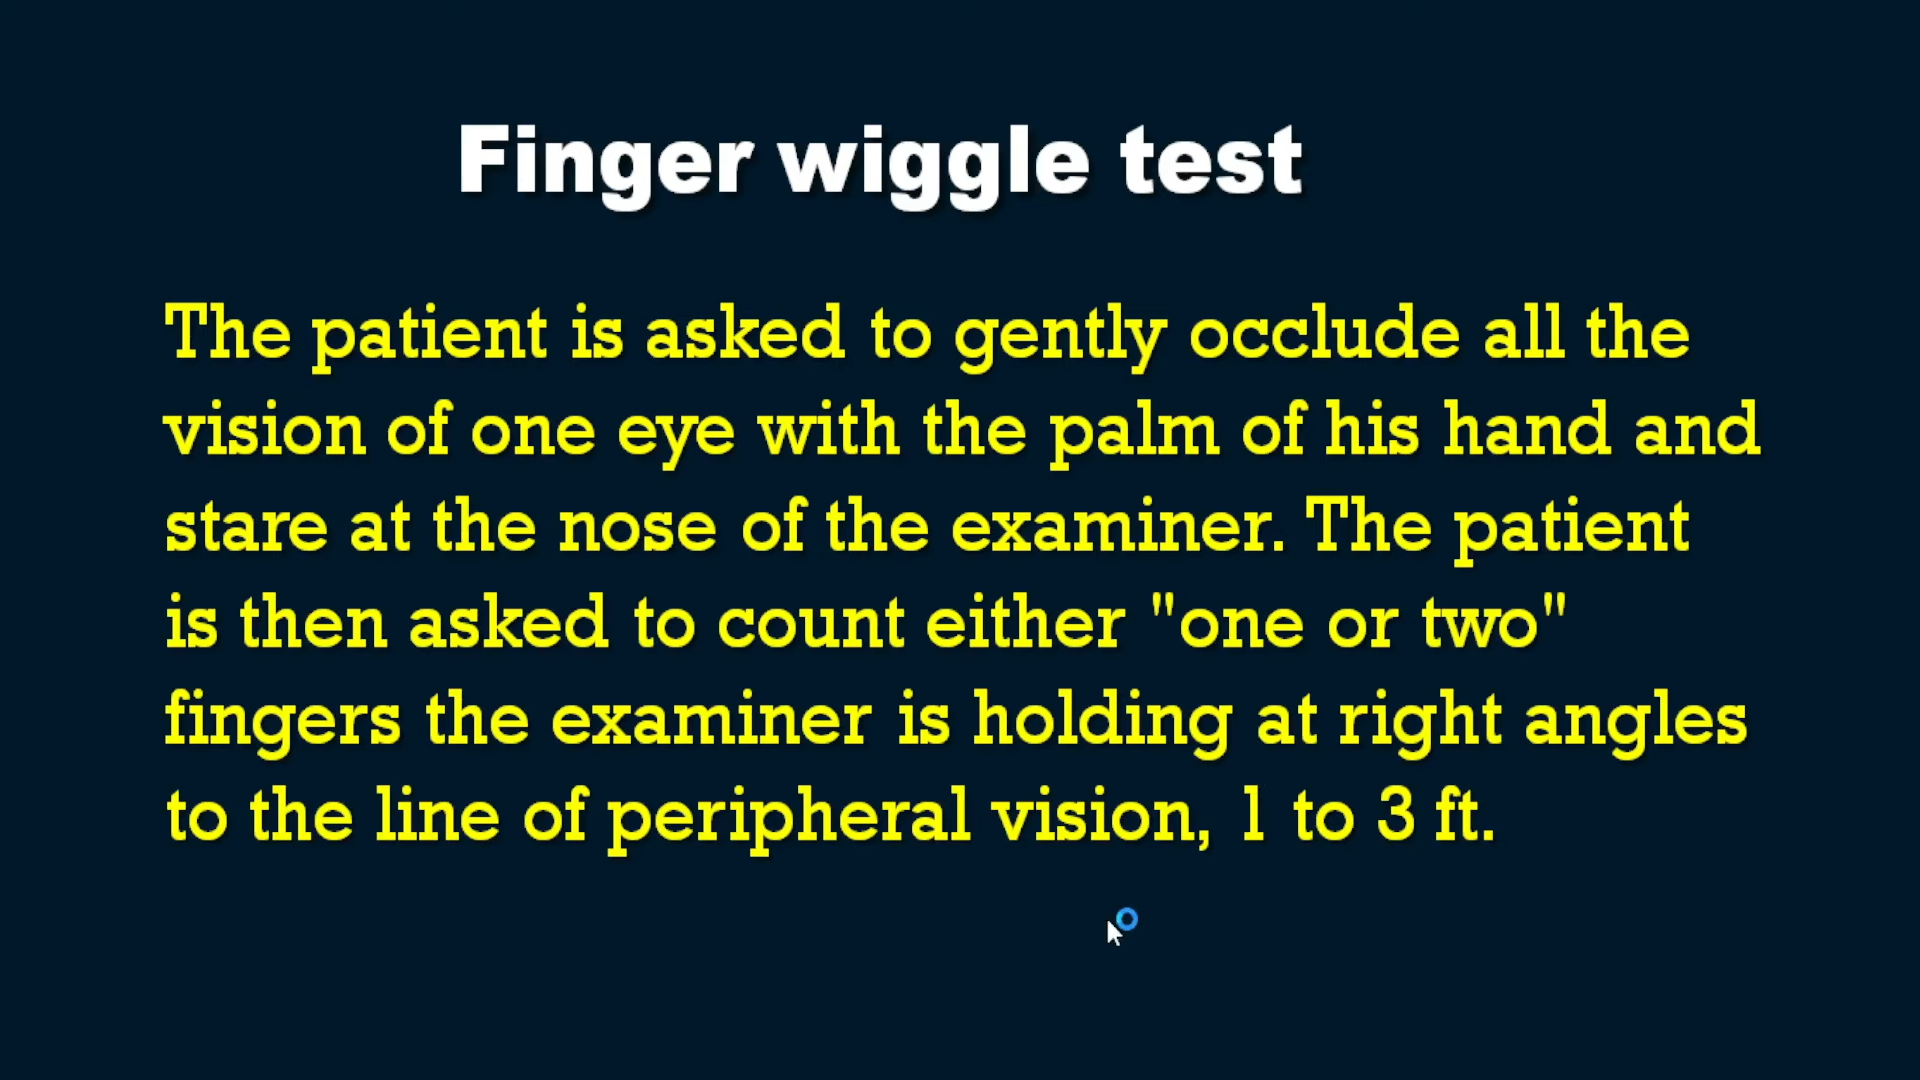 Finger wiggle test
The patient is asked to gently occlude all the
vision of one eye with the palm of his hand and
stare at the nose of the examiner. The patient
is then asked to count either "one or two"
fingers the examiner is holding at right angles
to the line of peripheral vision, 1 to 3 ft.